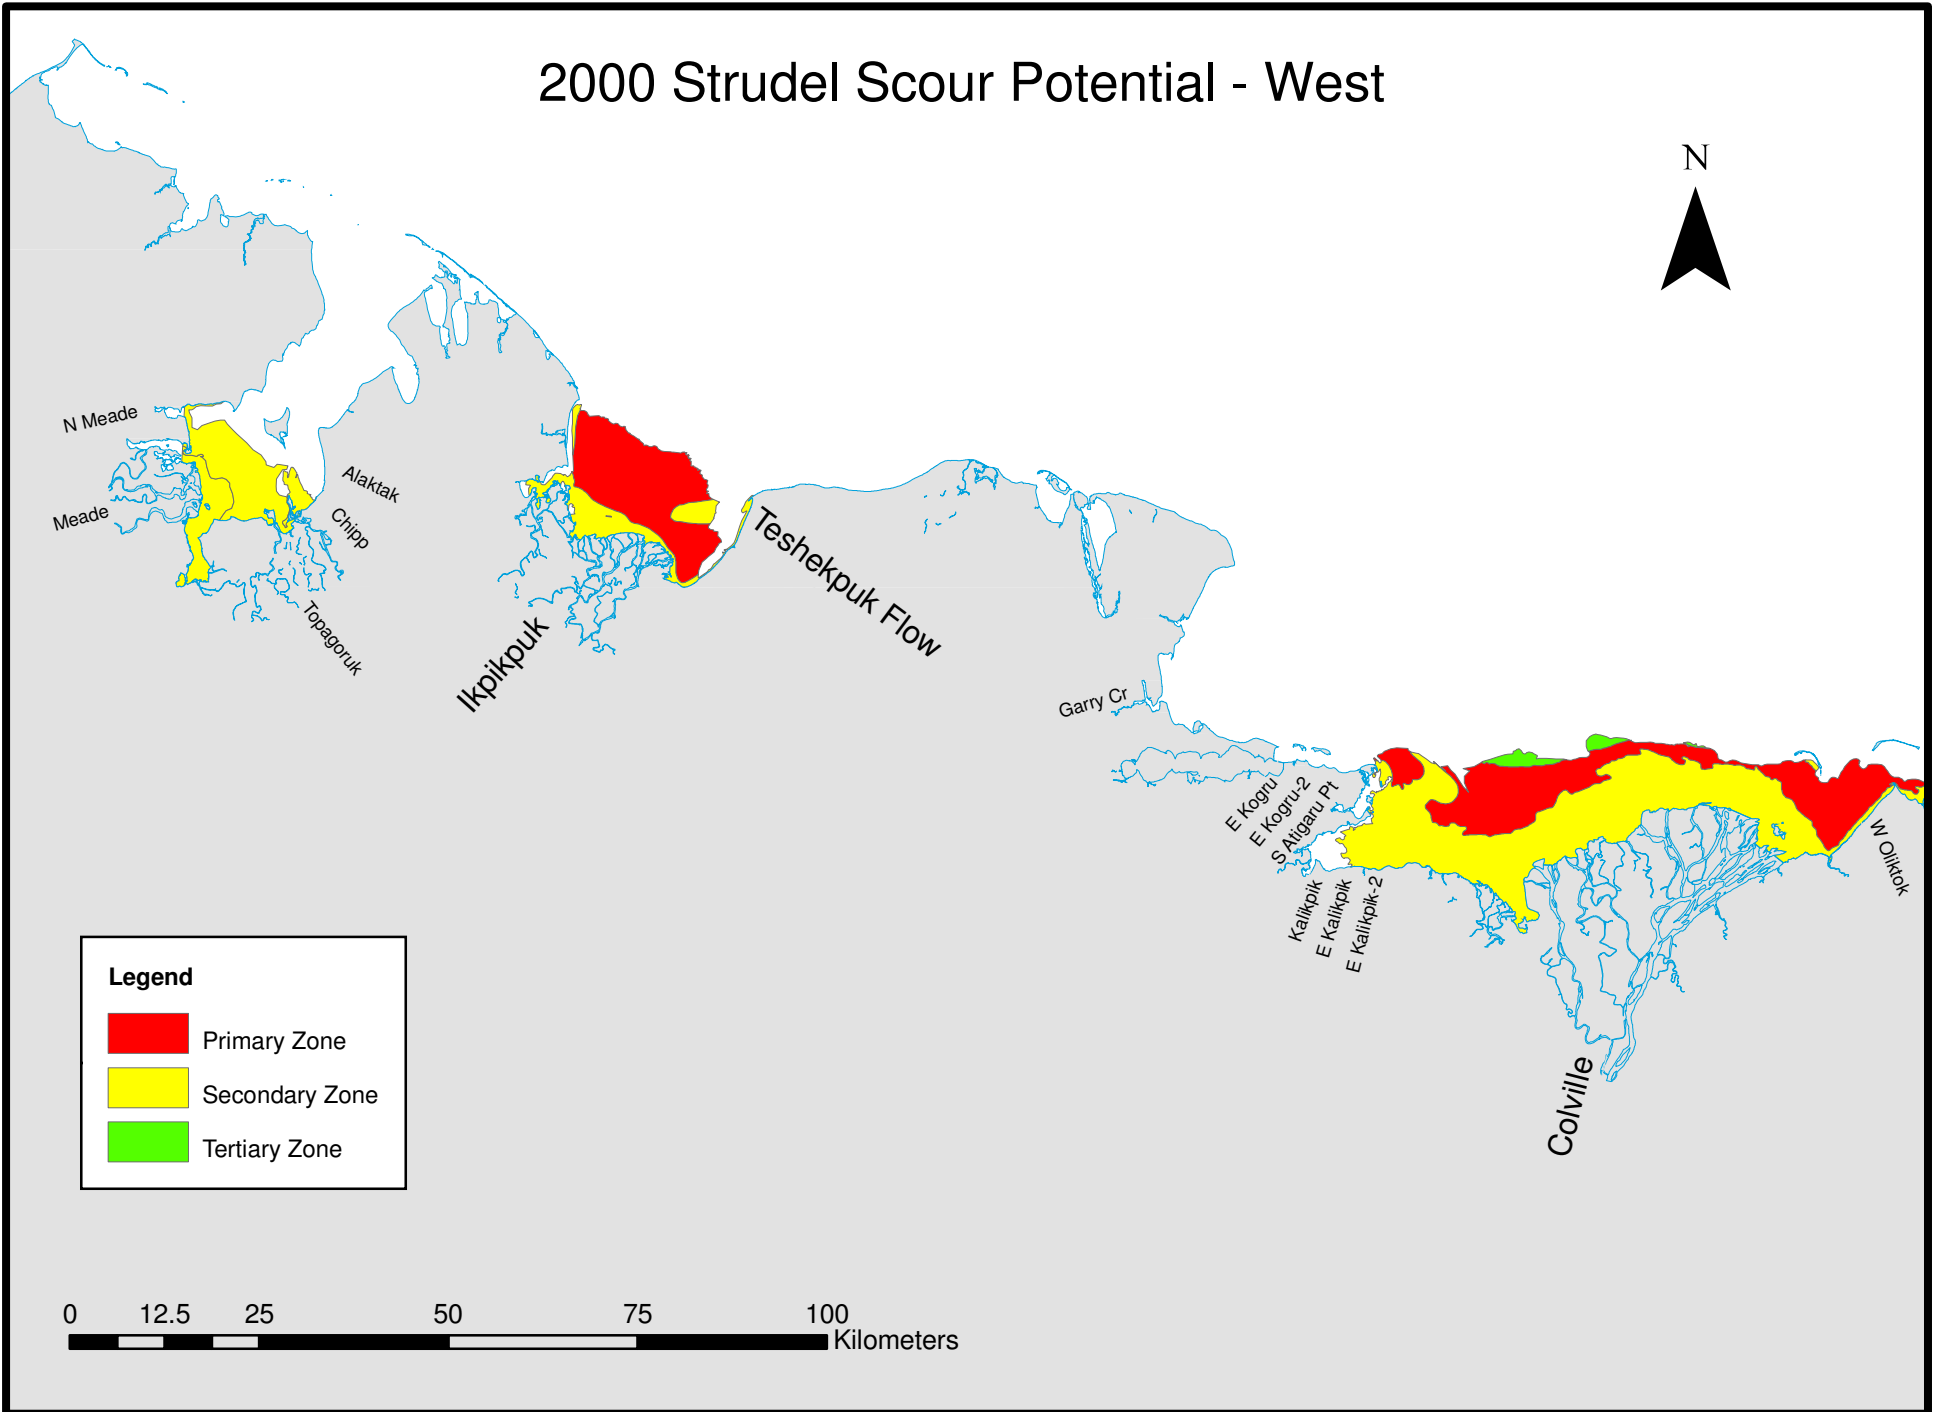 2000 Strudel Scour Potential - West
N
N Meade
Meade
Alaktak
Chipp
Topagoruk
Ikpikpuk
Teshekpuk Flow
Garry Cr
E Kogru
E Kogru-2
S Atigaru Pt
Kalikpik
E Kalikpik
E Kalikpik-2
W Oliktok
Colville
Legend
Primary Zone
Secondary Zone
Tertiary Zone
0 12.5 25 50 75 100
Kilometers